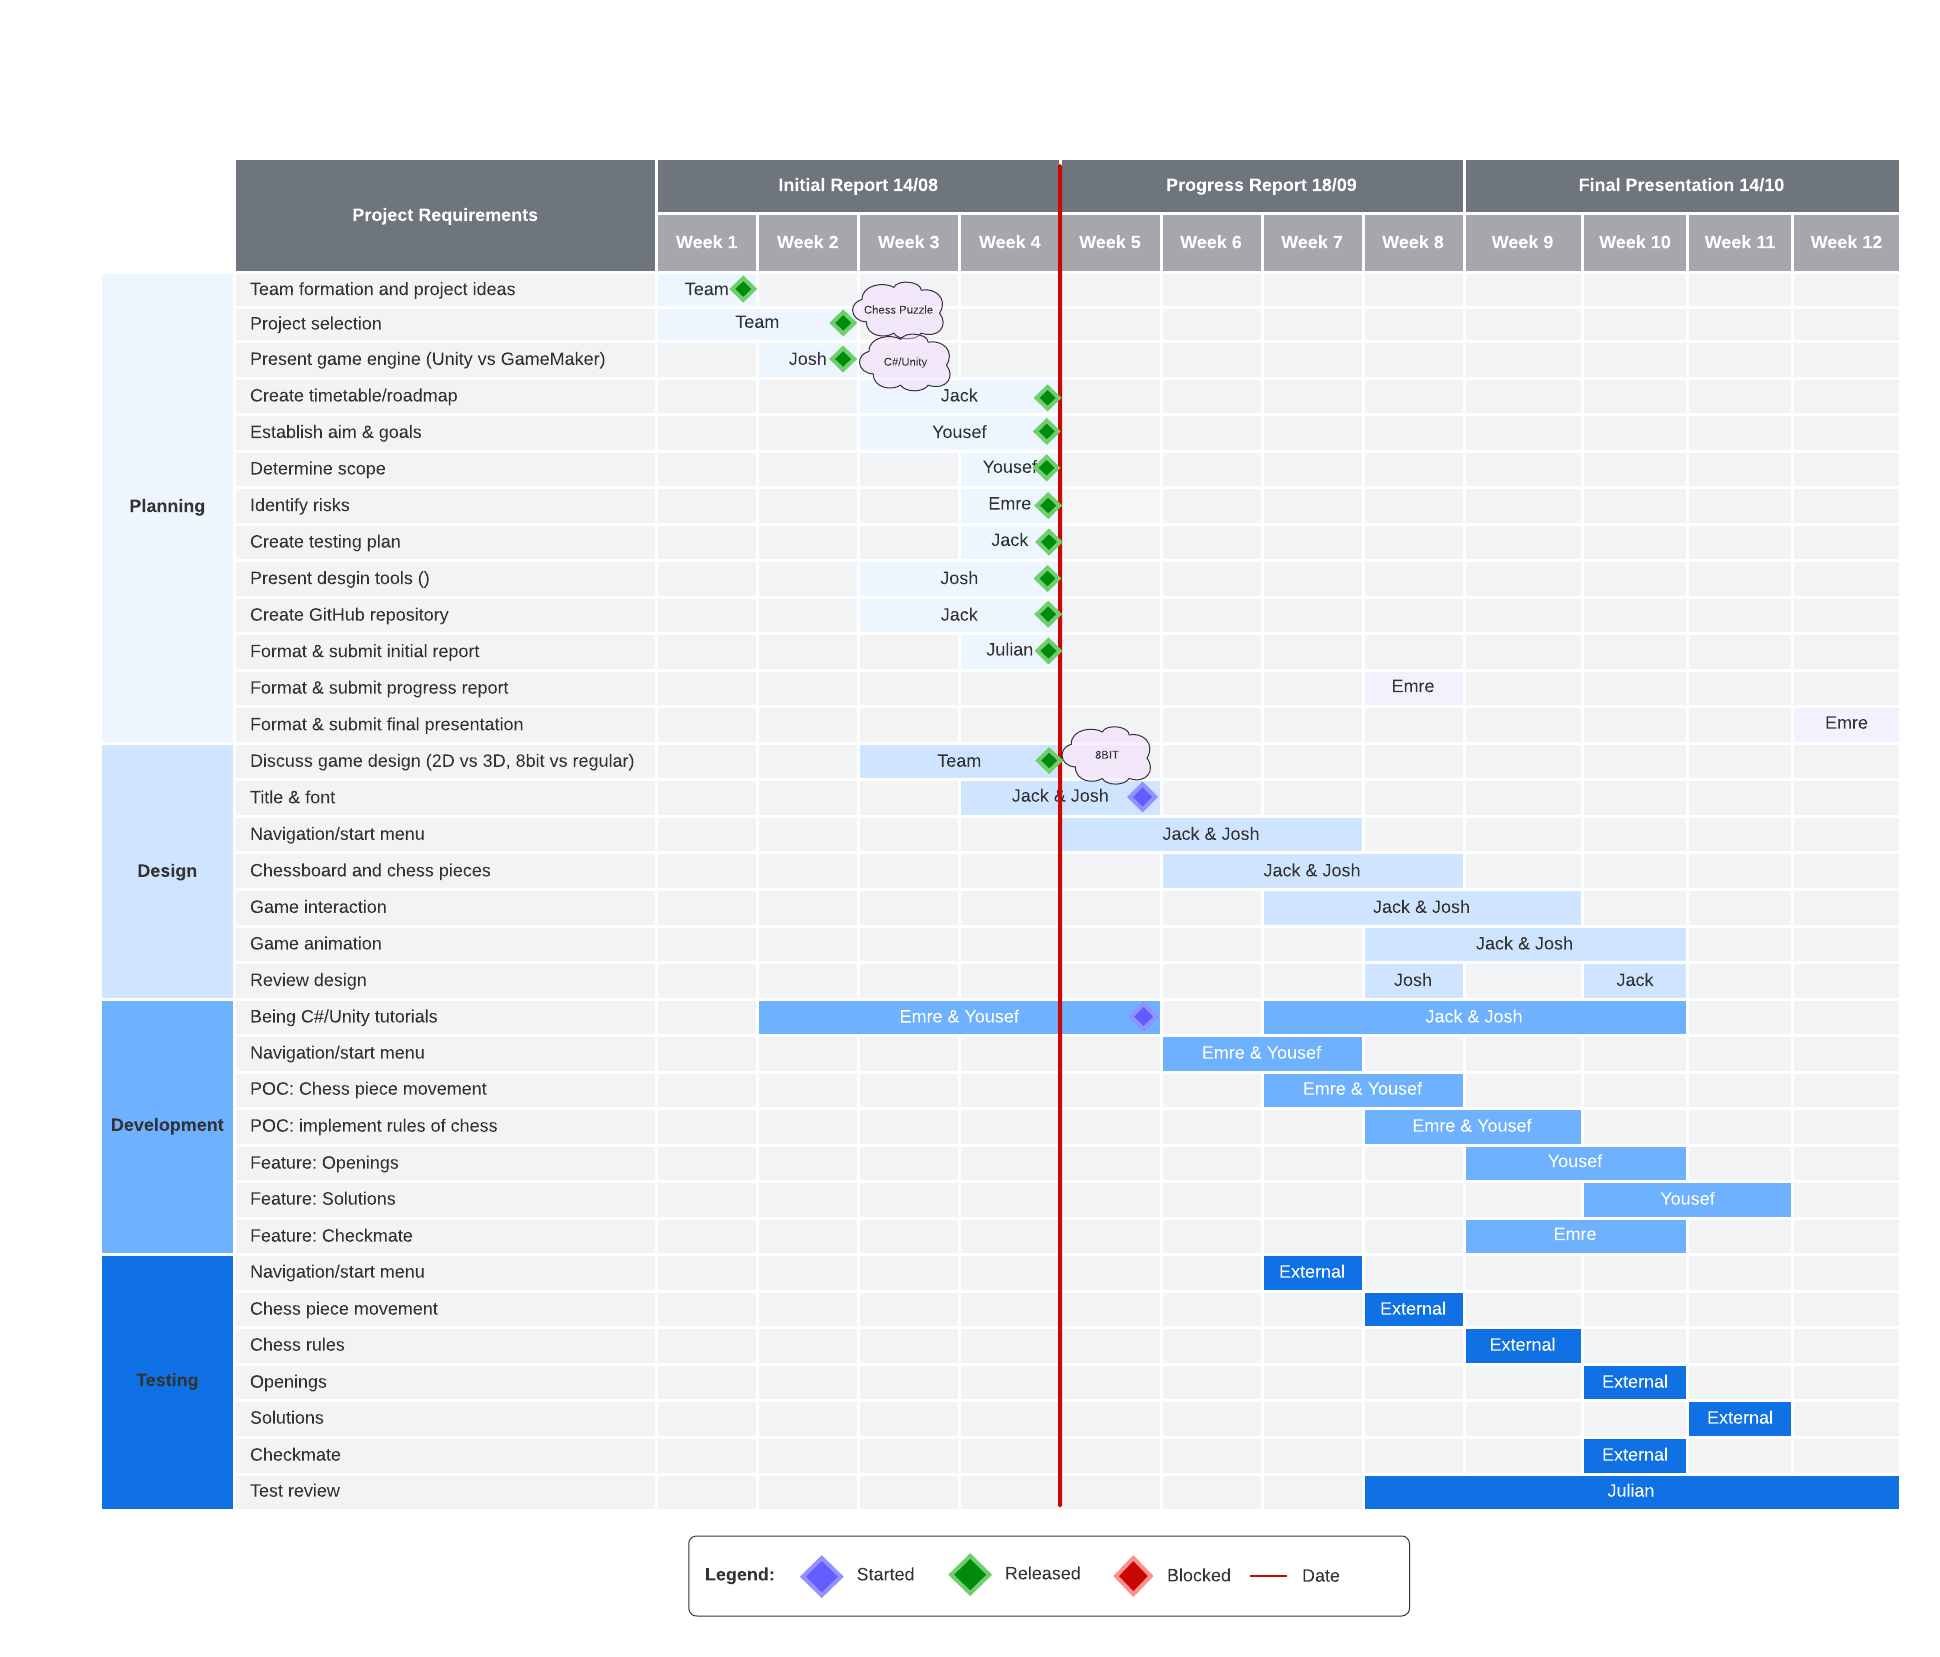 Project Requirements
Initial Report 14/08
Progress Report 18/09
Final Presentation 14/10
Week 1
Week 2
Week 3
Week 4
Week 5
Week 6
Week 7
Week 8
Week 9
Week 10
Week 11
Week 12
Planning
Team formation and project ideas
Team
Chess Puzzle
Project selection
Team
Present game engine (Unity vs GameMaker)
Josh
C#/Unity
Create timetable/roadmap
Jack
Establish aim & goals
Yousef
Determine scope
Yousef
Identify risks
Emre
Create testing plan
Jack
Present desgin tools ()
Josh
Create GitHub repository
Jack
Format & submit initial report
Julian
Format & submit progress report
Emre
Format & submit final presentation
Emre
Design
Discuss game design (2D vs 3D, 8bit vs regular)
Team
8BIT
Title & font
Jack & Josh
Navigation/start menu
Jack & Josh
Chessboard and chess pieces
Jack & Josh
Game interaction
Jack & Josh
Game animation
Jack & Josh
Review design
Josh
Jack
Development
Being C#/Unity tutorials
Emre & Yousef
Jack & Josh
Navigation/start menu
Emre & Yousef
POC: Chess piece movement
Emre & Yousef
POC: implement rules of chess
Emre & Yousef
Feature: Openings
Yousef
Feature: Solutions
Yousef
Feature: Checkmate
Emre
Testing
Navigation/start menu
External
Chess piece movement
External
Chess rules
External
Openings
External
Solutions
External
Checkmate
External
Test review
Julian
Legend:
Started
Released
Blocked
Date